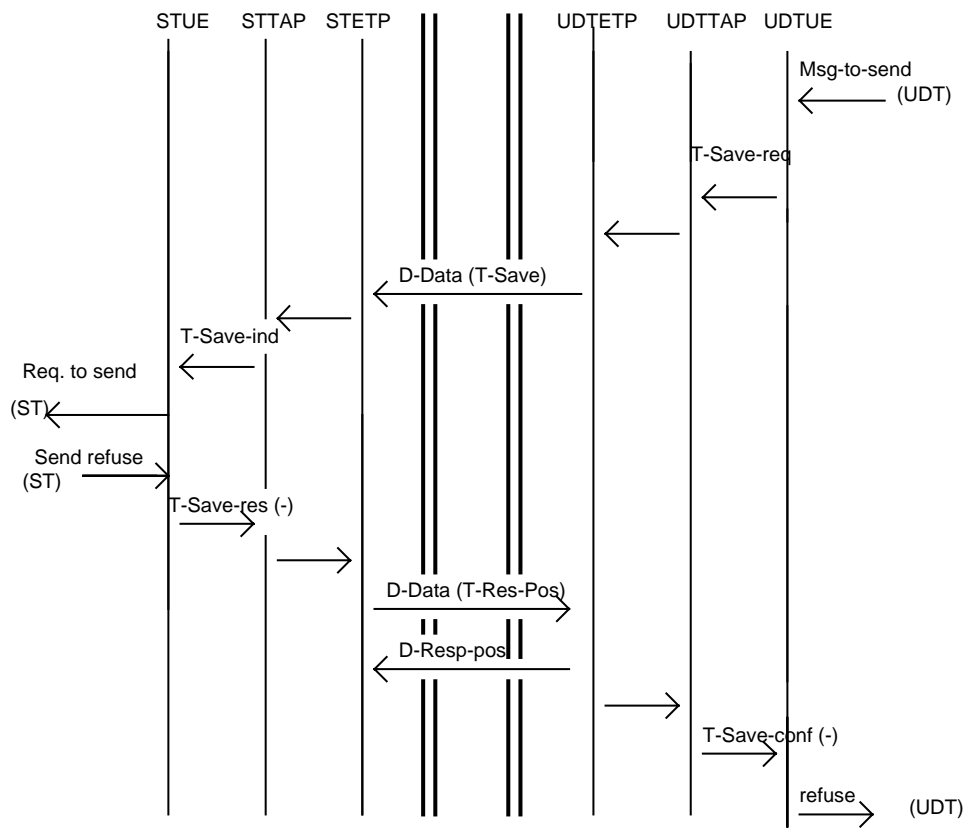 STUE STTAP STETP UDTETP UDTTAP UDTUE
Msg-to-send
(UDT)
T-Save-req
D-Data (T-Save)
T-Save-ind
Req. to send
(ST)
Send refuse
(ST)
T-Save-res (-)
D-Data (T-Res-Pos)
D-Resp-pos
T-Save-conf (-)
refuse
(UDT)